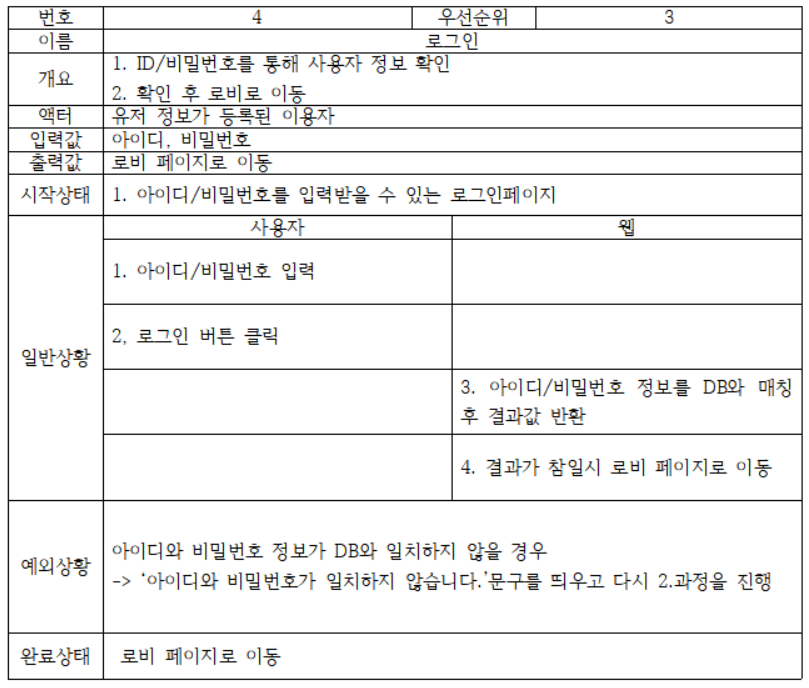 번호 4 우선순위 3
이름 로그인
개요 1. ID/비밀번호를 통해 사용자 정보 확인
2. 확인 후 로비로 이동
액터 유저 정보가 등록된 이용자
입력값 아이디, 비밀번호
출력값 로비 페이지로 이동
시작상태 1. 아이디/비밀번호를 입력받을 수 있는 로그인페이지
일반상황
사용자 웹
1. 아이디/비밀번호 입력
2, 로그인 버튼 클릭
3. 아이디/비밀번호 정보를 DB와 매칭
후 결과값 반환
4. 결과가 참일시 로비 페이지로 이동
예외상황
아이디와 비밀번호 정보가 DB와 일치하지 않을 경우
-> ‘아이디와 비밀번호가 일치하지 않습니다.’문구를 띄우고 다시 2.과정을 진행
완료상태 로비 페이지로 이동